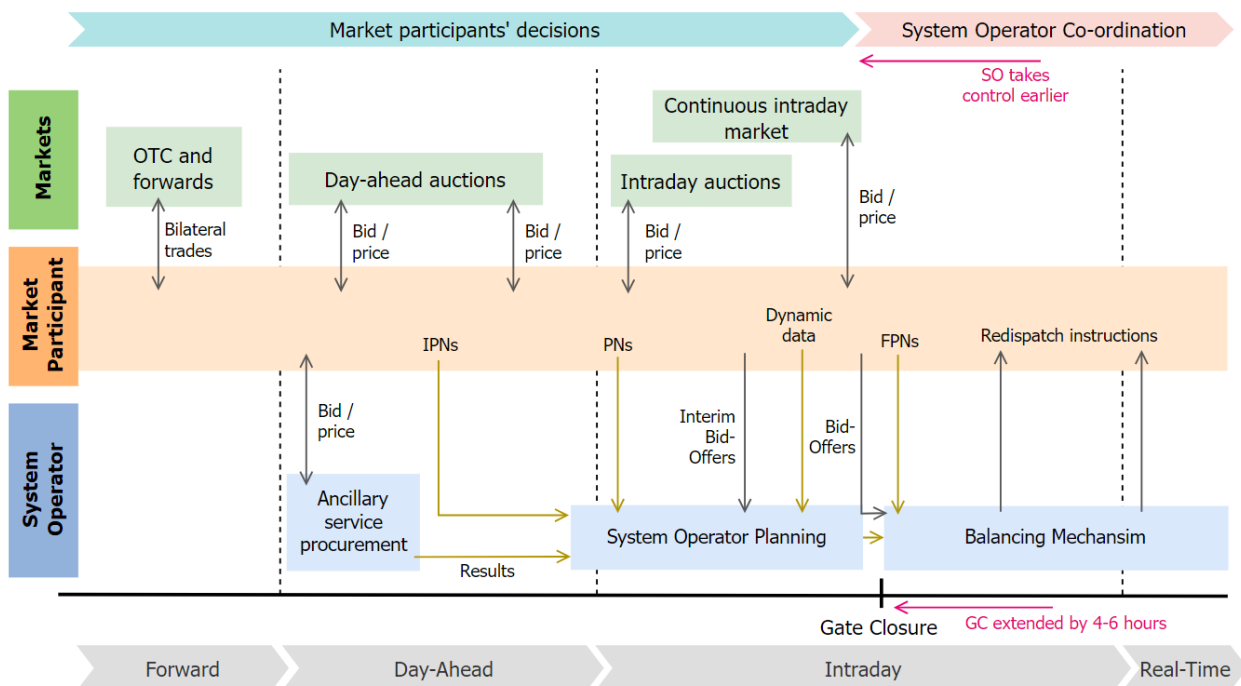 Market participants' decisions
System Operator Co-ordination
SO takes
control earlier
Markets
OTC and
forwards
Day-ahead auctions
Continuous intraday
market
Intraday auctions
Bilateral
trades
Bid /
price
Bid /
price
Bid /
price
Bid /
price
Market
Participant
IPNs
PNs
Dynamic
data
FPNs
Redispatch instructions
System
Operator
Bid /
price
Interim
Bid-
Offers
Bid-
Offers
Ancillary
service
procurement
Results
System Operator Planning
Balancing Mechansim
Gate Closure
GC extended by 4-6 hours
Forward
Day-Ahead
Intraday
Real-Time